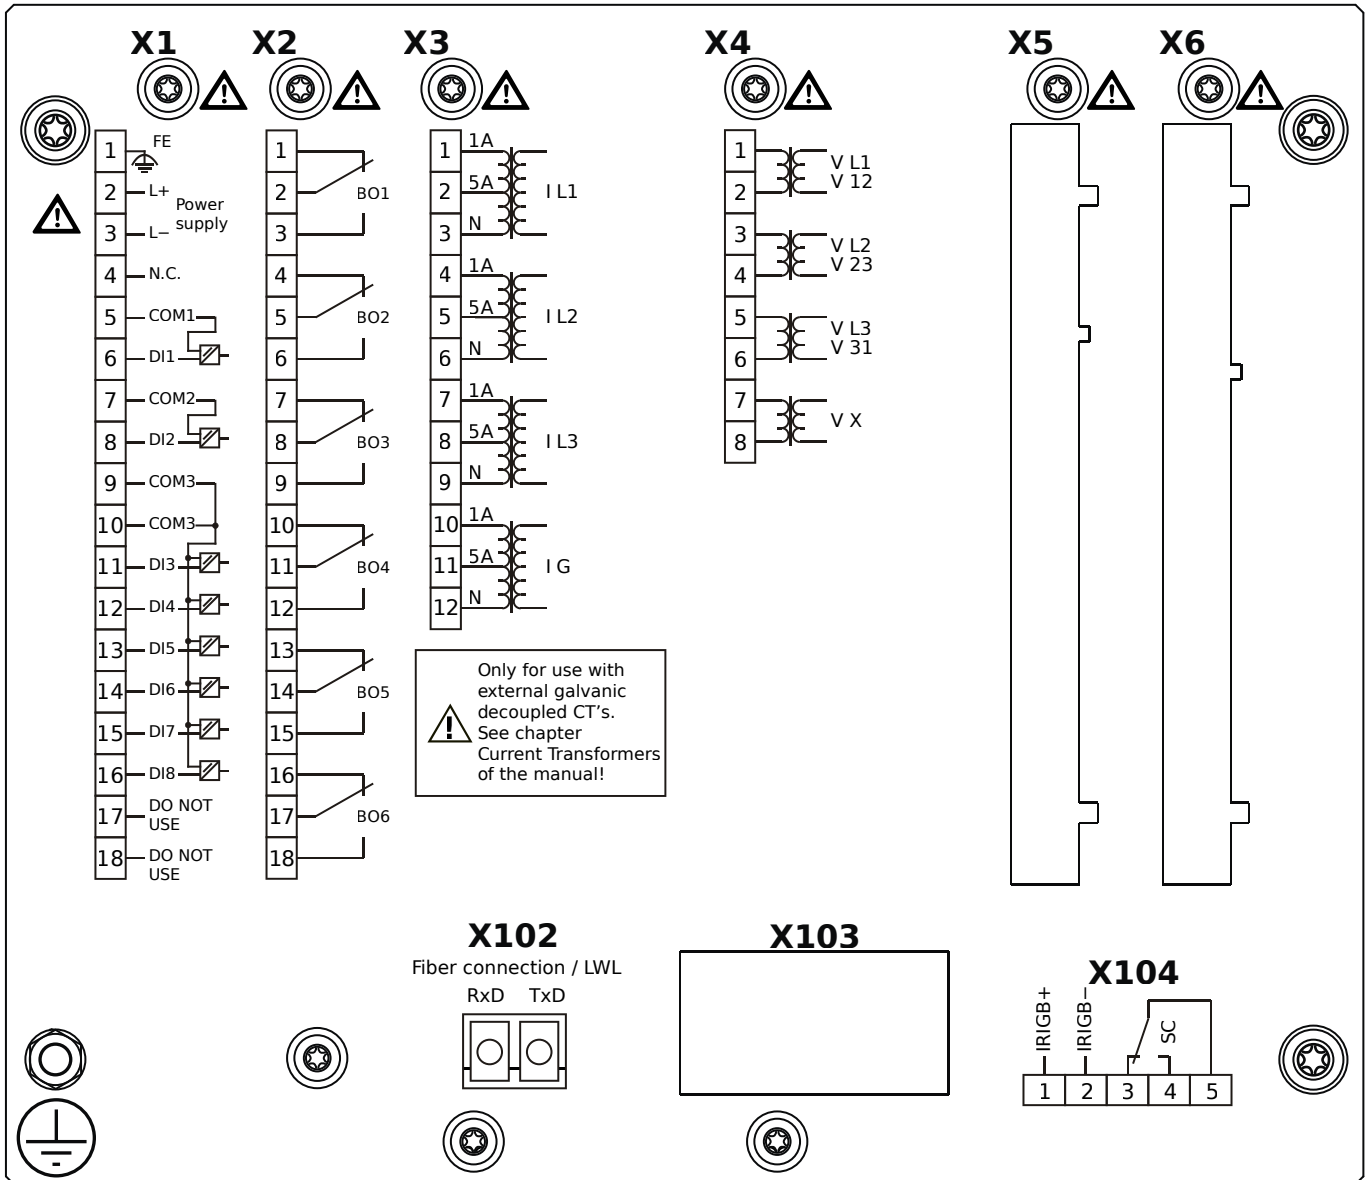 X1
X2
X3
X4
X5
X6
1 FE
2 L+
Power
supply
3 L−
4 N.C.
5 COM1
6 DI1
7 COM2
8 DI2
9 COM3
10 COM3
11 DI3
12 DI4
13 DI5
14 DI6
15 DI7
16 DI8
17 DO NOT
USE
18 DO NOT
USE
1
2 BO1
3
4
5 BO2
6
7
8 BO3
9
10
11 BO4
12
13
14 BO5
15
16
17 BO6
18
1 1A
2 5A I L1
3 N
4 1A
5 5A I L2
6 N
7 1A
8 5A I L3
9 N
10 1A
11 5A I G
12 N
Only for use with
external galvanic
decoupled CT's.
See chapter
Current Transformers
of the manual!
1 V L1
2 V 12
3 V L2
4 V 23
5 V L3
6 V 31
7 V X
8
X102
Fiber connection / LWL
RxD TxD
X103
X104
IRIGB+
IRIGB−
SC
1 2 3 4 5